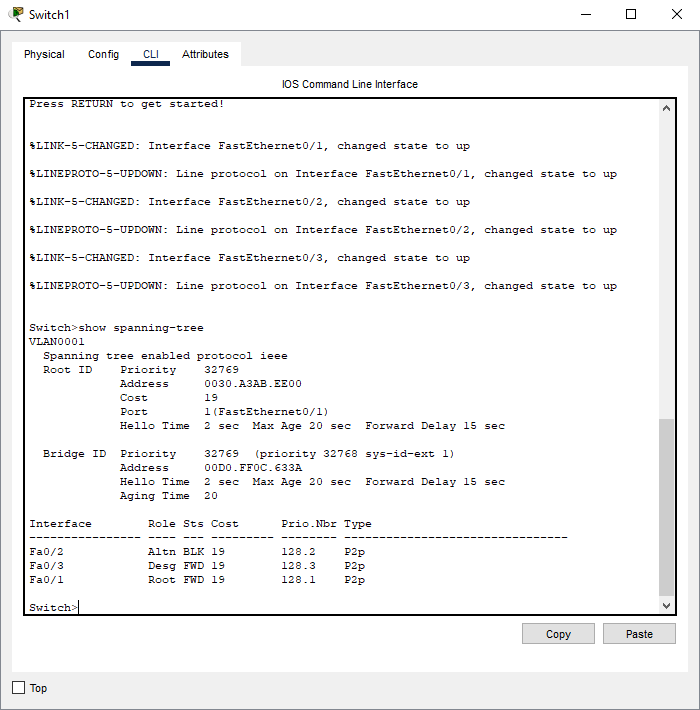 Switch1
Physical Config CLI Attributes
IOS Command Line Interface
Press RETURN to get started!
%LINK-5-CHANGED: Interface FastEthernet0/1, changed state to up
%LINEPROTO-5-UPDOWN: Line protocol on Interface FastEthernet0/1, changed state to up
%LINK-5-CHANGED: Interface FastEthernet0/2, changed state to up
%LINEPROTO-5-UPDOWN: Line protocol on Interface FastEthernet0/2, changed state to up
%LINK-5-CHANGED: Interface FastEthernet0/3, changed state to up
%LINEPROTO-5-UPDOWN: Line protocol on Interface FastEthernet0/3, changed state to up
Switch>show spanning-tree
VLAN0001
  Spanning tree enabled protocol ieee
  Root ID    Priority    32769
             Address     0030.A3AB.EE00
             Cost        19
             Port        1(FastEthernet0/1)
             Hello Time  2 sec  Max Age 20 sec  Forward Delay 15 sec
  Bridge ID  Priority    32769  (priority 32768 sys-id-ext 1)
             Address     00D0.FF0C.633A
             Hello Time  2 sec  Max Age 20 sec  Forward Delay 15 sec
             Aging Time  20
Interface        Role Sts Cost      Prio.Nbr Type
---------------- ---- --- --------- -------- --------------------------------
Fa0/2            Altn BLK 19        128.2    P2p
Fa0/3            Desg FWD 19        128.3    P2p
Fa0/1            Root FWD 19        128.1    P2p
Switch>
Copy Paste
Top